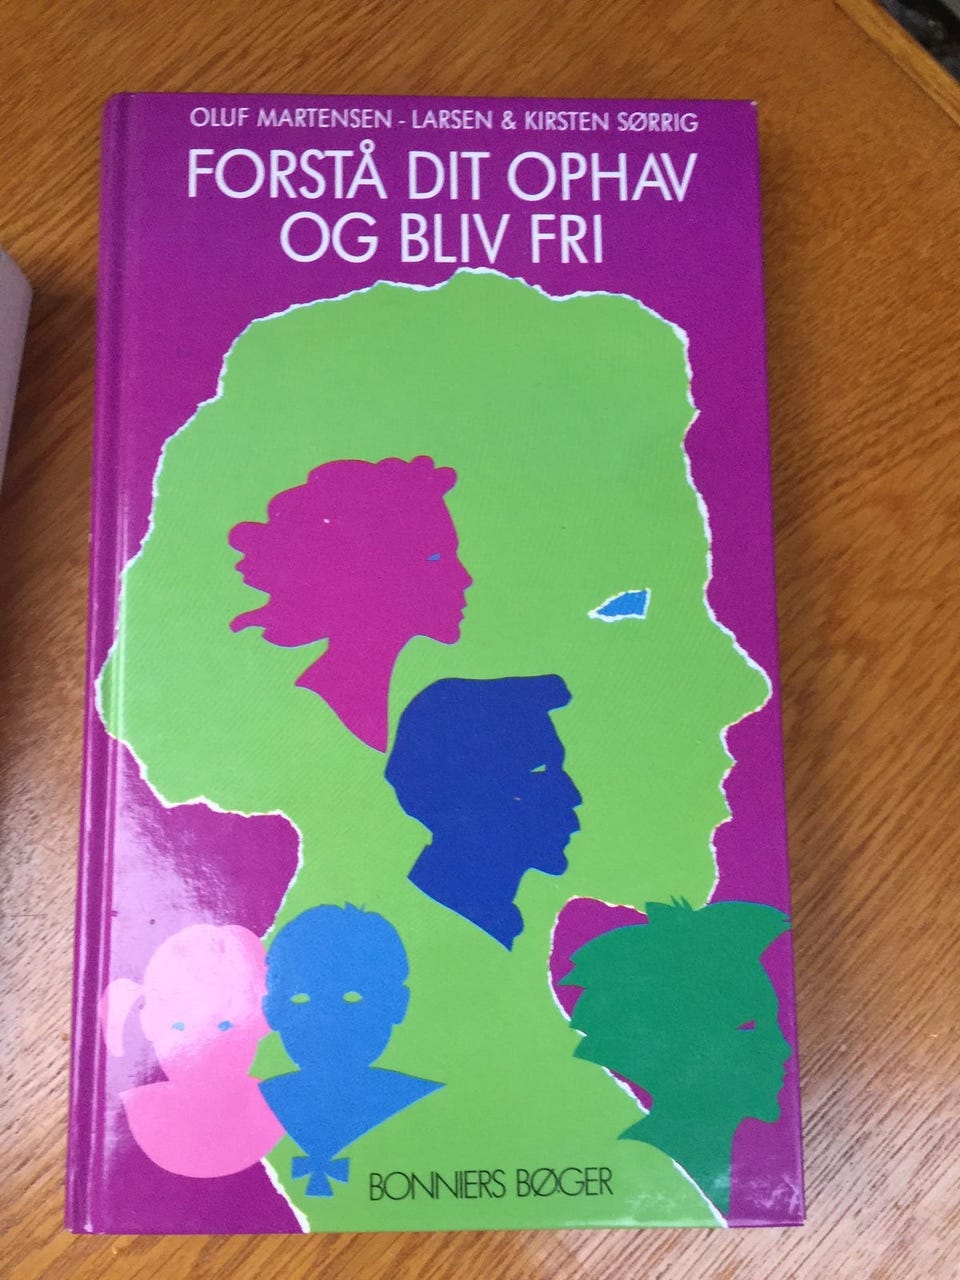 OLUF MARTENSEN - LARSEN & KIRSTEN SØRRIG
FORSTÅ DIT OPHAV
OG BLIV FRI
BONNIERS BØGER